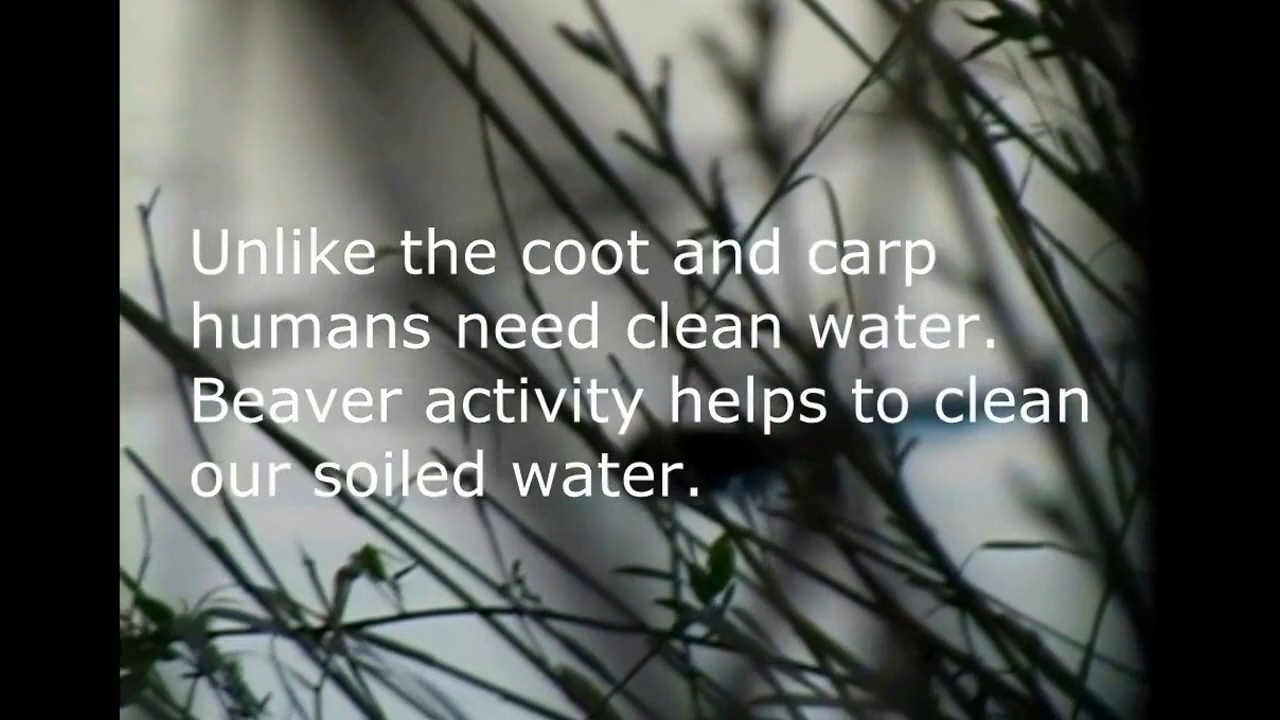 Unlike the coot and carp
humans need clean water.
Beaver activity helps to clean
our soiled water.